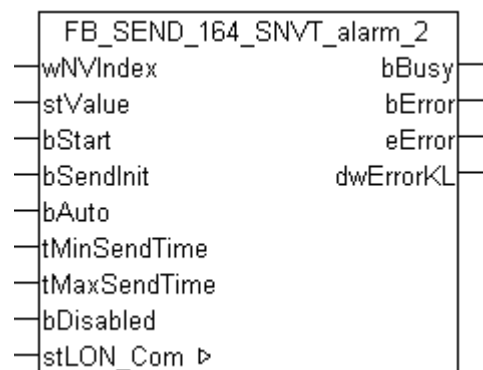 FB_SEND_164_SNVT_alarm_2
wNVIndex bBusy
stValue bError
bStart eError
bSendInit dwErrorKL
bAuto
tMinSendTime
tMaxSendTime
bDisabled
stLON_Com ▷